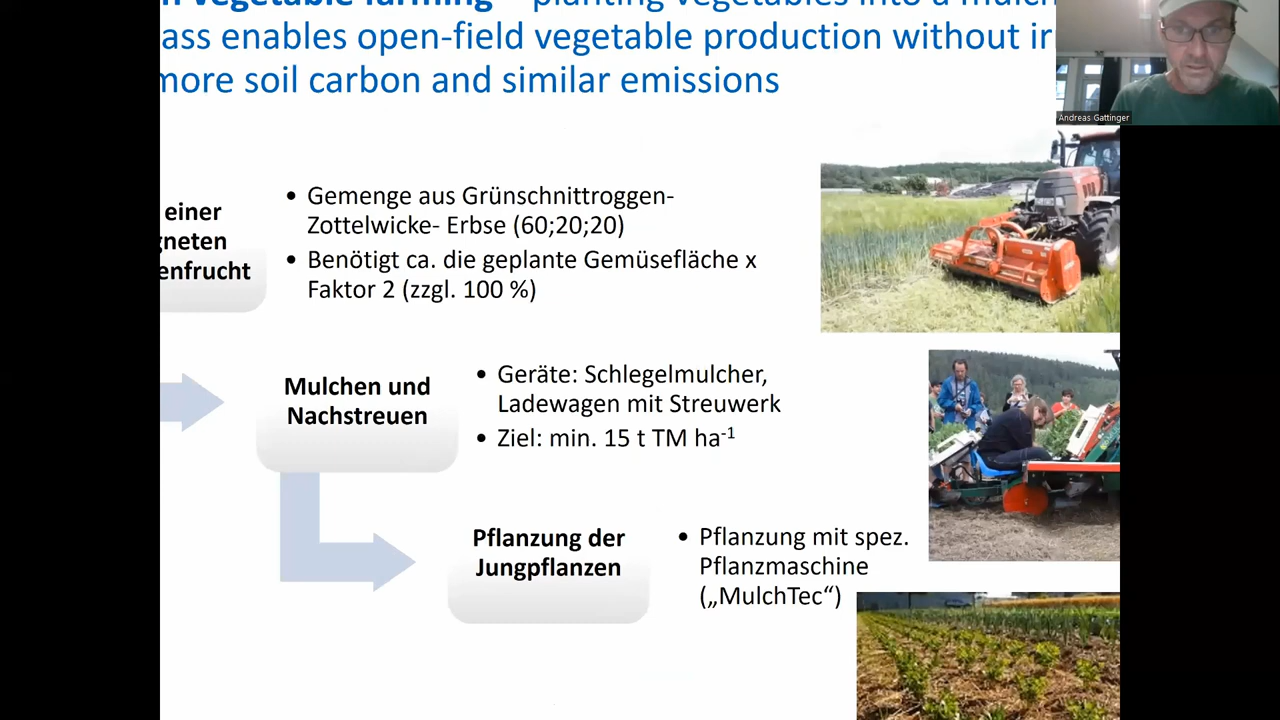 vegetable farming – planting vegetables into a mulch
ass enables open-field vegetable production without ir
more soil carbon and similar emissions
Andreas Gattinger
einer
gneten
enfrucht
• Gemenge aus Grünschnittroggen-
Zottelwicke- Erbse (60;20;20)
• Benötigt ca. die geplante Gemüsefläche x
Faktor 2 (zzgl. 100 %)
Mulchen und
Nachstreuen
• Geräte: Schlegelmulcher,
Ladewagen mit Streuwerk
• Ziel: min. 15 t TM ha-1
Pflanzung der
Jungpflanzen
• Pflanzung mit spez.
Pflanzmaschine
(„MulchTec“)